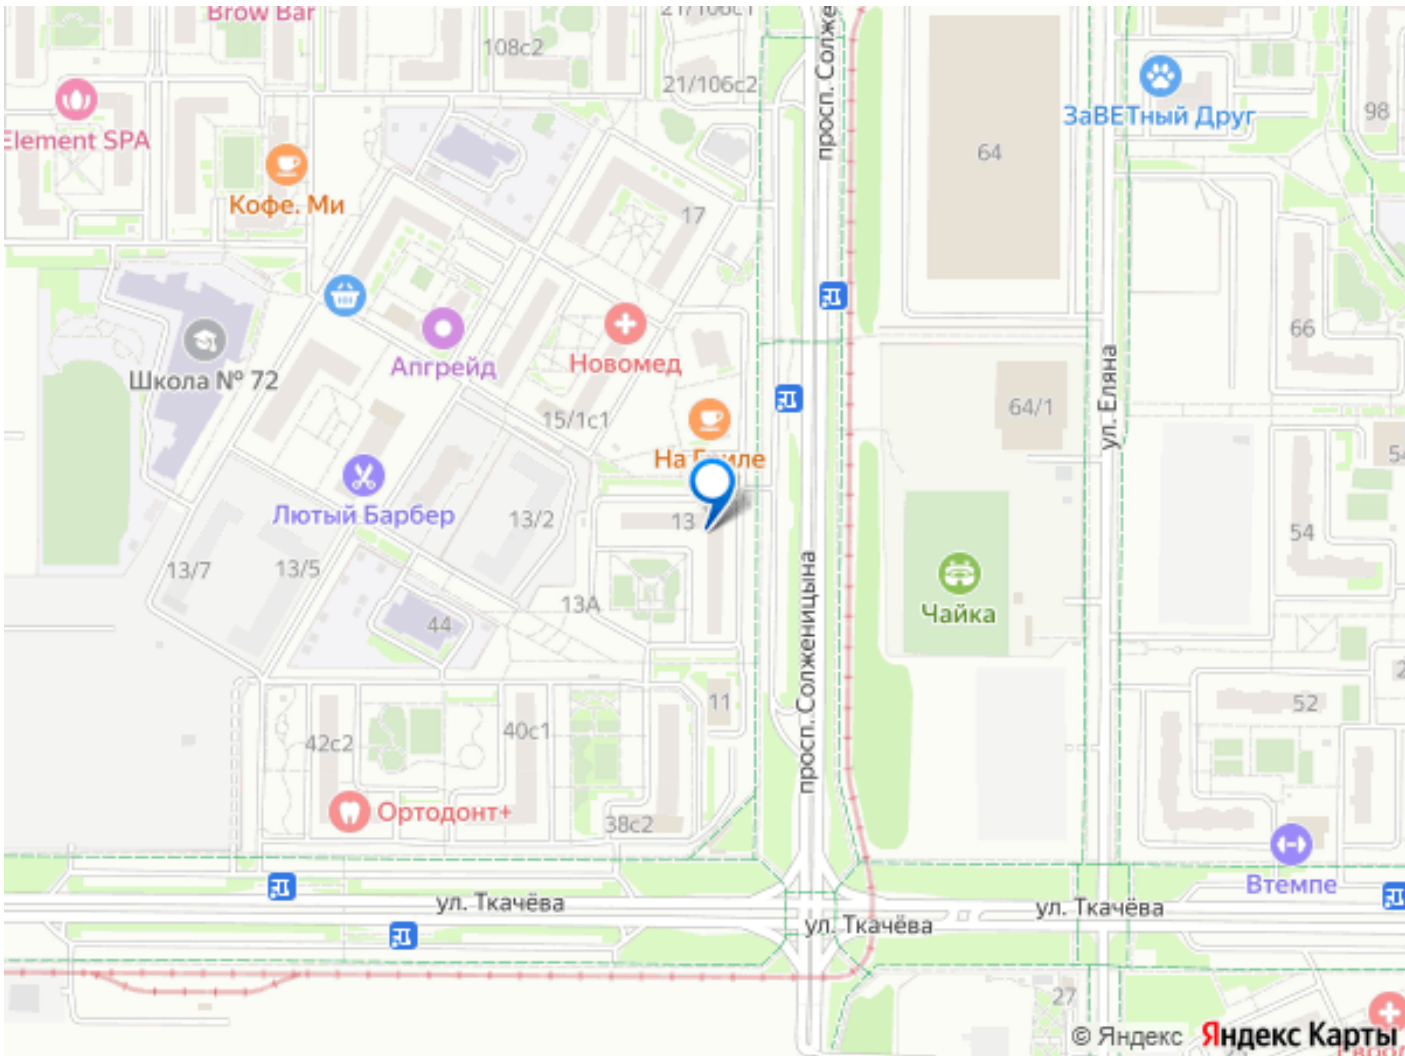 Brow Bar
108с2
21/106с1
21/106с2
просп. Солже
64
ЗаВЕТный Друг
98
Element SPA
Кофе. Ми
17
Школа № 72
Апгрейд
Новомед
66
15/1с1
64/1
ул. Еляна
На Гриле
Лютый Барбер
13/2
13
54
13/7
13/5
13А
Чайка
44
просп. Солженицына
11
52
42с2
40с1
Ортодонт+
38с2
Втемпе
ул. Ткачёва
ул. Ткачёва
ул. Ткачёва
27
© Яндекс Яндекс Карты